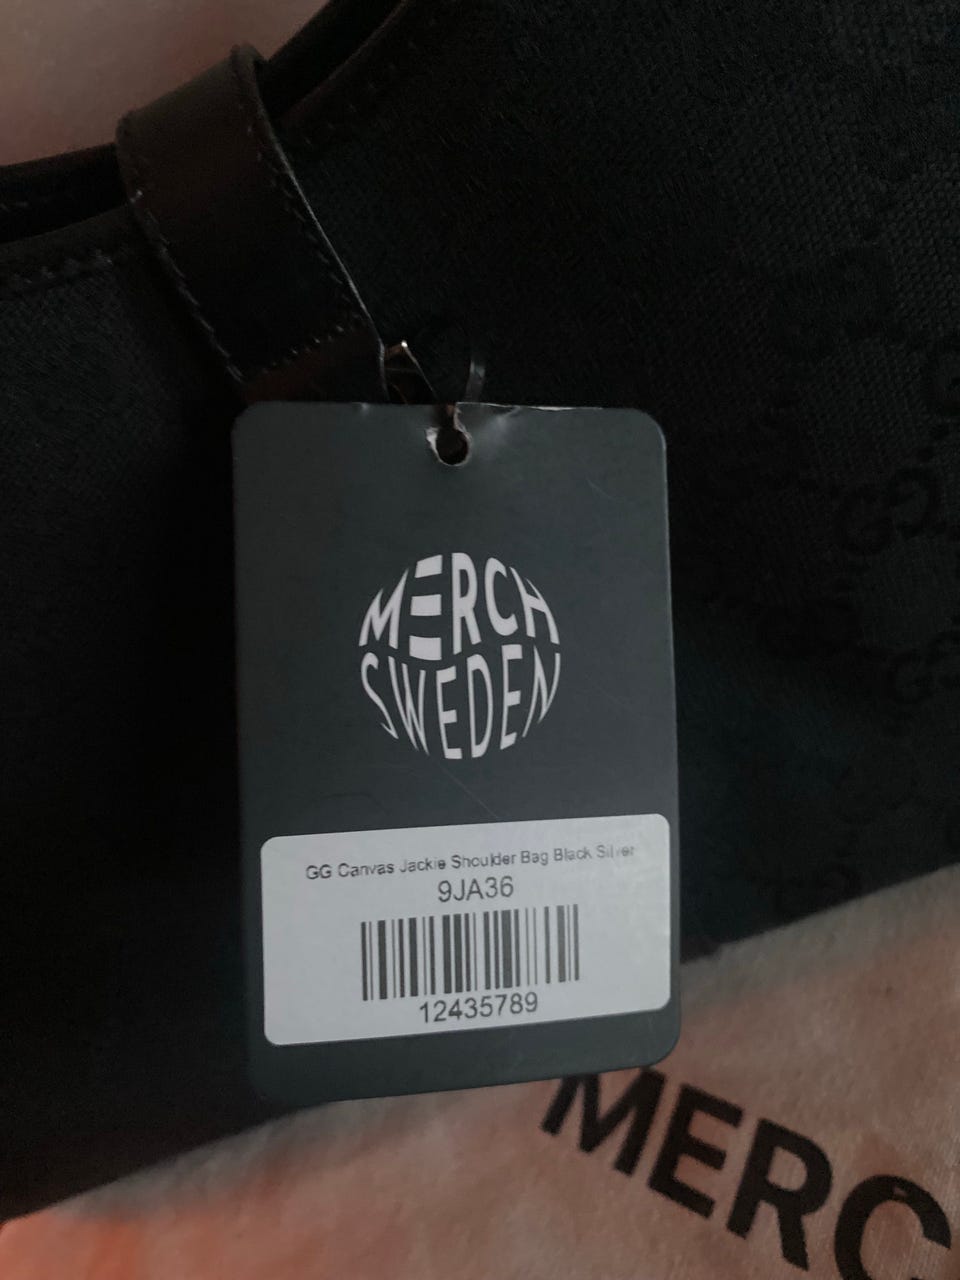 MERCH
SWEDEN
GG Canvas Jackie Shoulder Bag Black Silver
9JA36
12435789
MERC